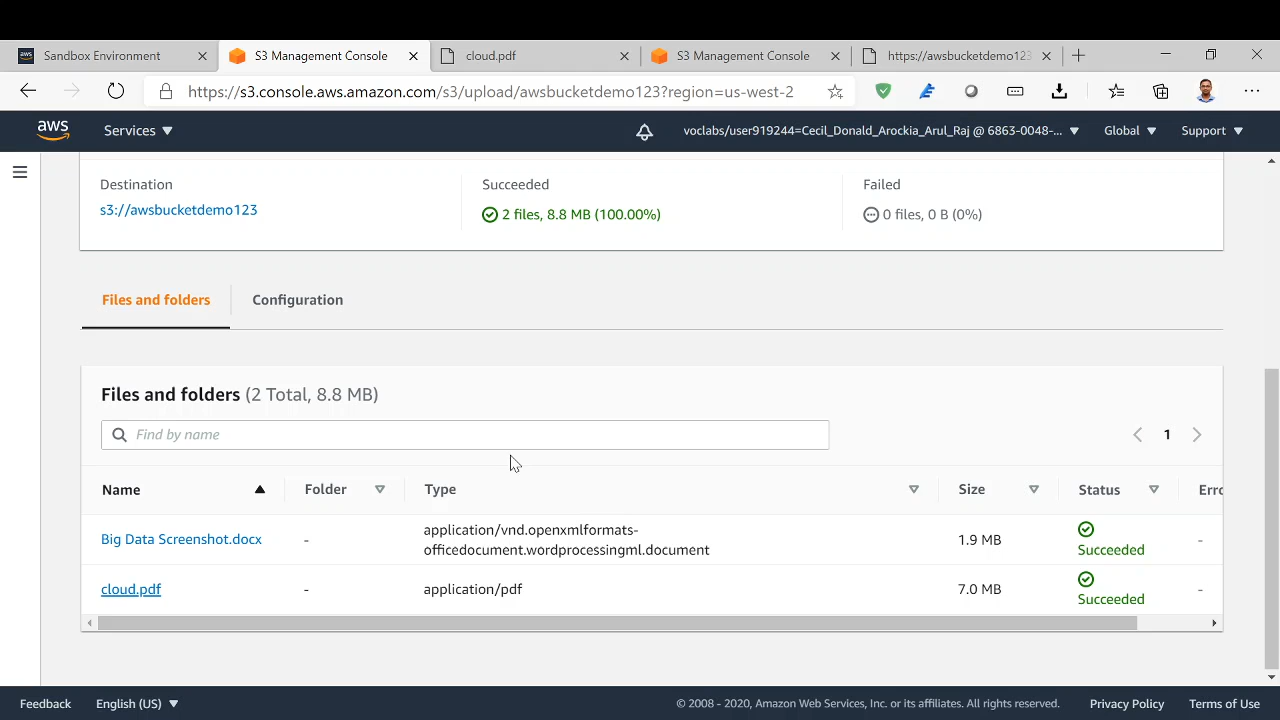 aws Sandbox Environment
S3 Management Console
cloud.pdf
S3 Management Console
https://awsbucketdemo123
https://s3.console.aws.amazon.com/s3/upload/awsbucketdemo123?region=us-west-2
aws
Services
voclabs/user919244=Cecil_Donald_Arockia_Arul_Raj @ 6863-0048-...
Global
Support
Destination
Succeeded
Failed
s3://awsbucketdemo123
2 files, 8.8 MB (100.00%)
0 files, 0 B (0%)
Files and folders
Configuration
Files and folders (2 Total, 8.8 MB)
Find by name
1
Name
Folder
Type
Size
Status
Erro
Big Data Screenshot.docx
-
application/vnd.openxmlformats-
officedocument.wordprocessingml.document
1.9 MB
Succeeded
-
cloud.pdf
-
application/pdf
7.0 MB
Succeeded
-
Feedback
English (US)
© 2008 - 2020, Amazon Web Services, Inc. or its affiliates. All rights reserved.
Privacy Policy
Terms of Use